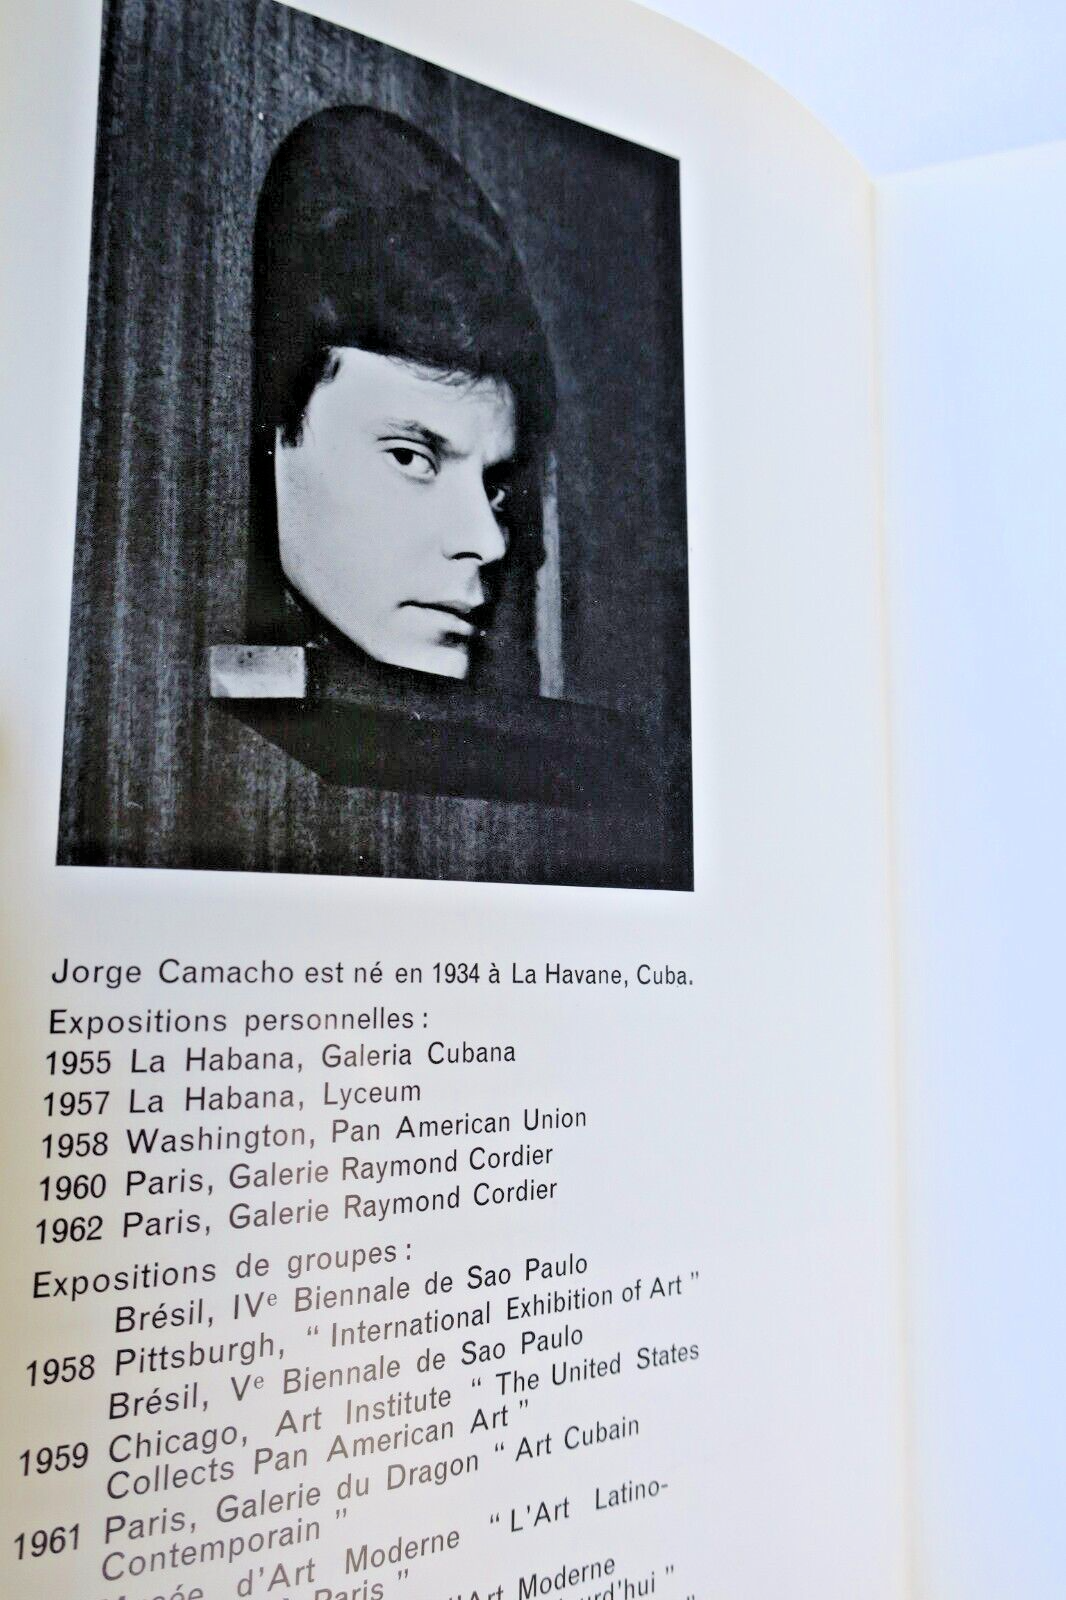 Jorge Camacho est né en 1934 à La Havane, Cuba.
Expositions personnelles :
1955 La Habana, Galeria Cubana
1957 La Habana, Lyceum
1958 Washington, Pan American Union
1960 Paris, Galerie Raymond Cordier
1962 Paris, Galerie Raymond Cordier
Expositions de groupes :
Brésil, IVe Biennale de Sao Paulo
1958 Pittsburgh, “ International Exhibition of Art ”
Brésil, Ve Biennale de Sao Paulo
1959 Chicago, Art Institute “ The United States
Collects Pan American Art ”
1961 Paris, Galerie du Dragon “ Art Cubain
Contemporain ”
Musée d'Art Moderne “ L'Art Latino-
Paris ”
d'Art Moderne